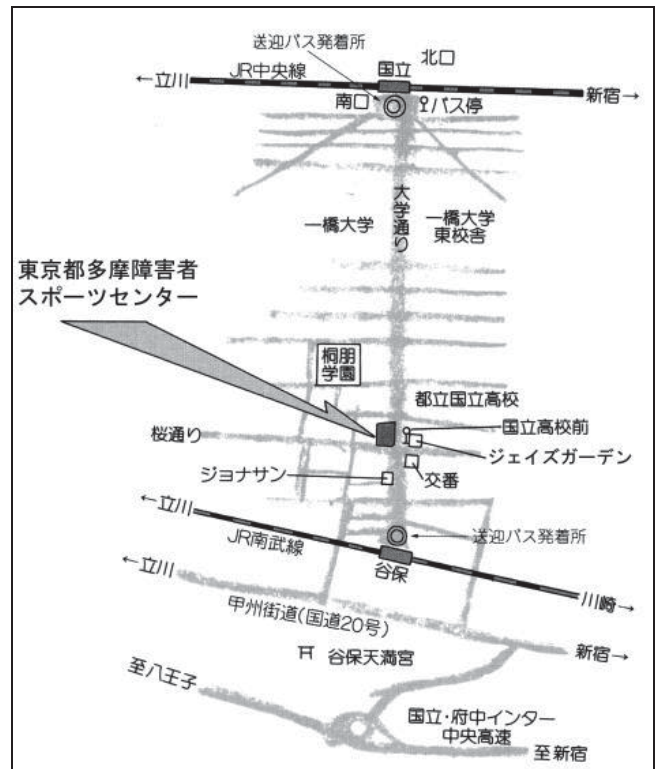 送迎バス発着所
国立
北口
JR中央線
←立川
新宿→
南口
バス停
大学通り
一橋大学
一橋大学
東校舎
東京都多摩障害者
スポーツセンター
桐朋
学園
都立国立高校
国立高校前
桜通り
ジェイズガーデン
ジョナサン
交番
←立川
JR南武線
送迎バス発着所
谷保
←立川
川崎→
甲州街道(国道20号)
新宿→
谷保天満宮
至八王子
国立・府中インター
中央高速
至新宿